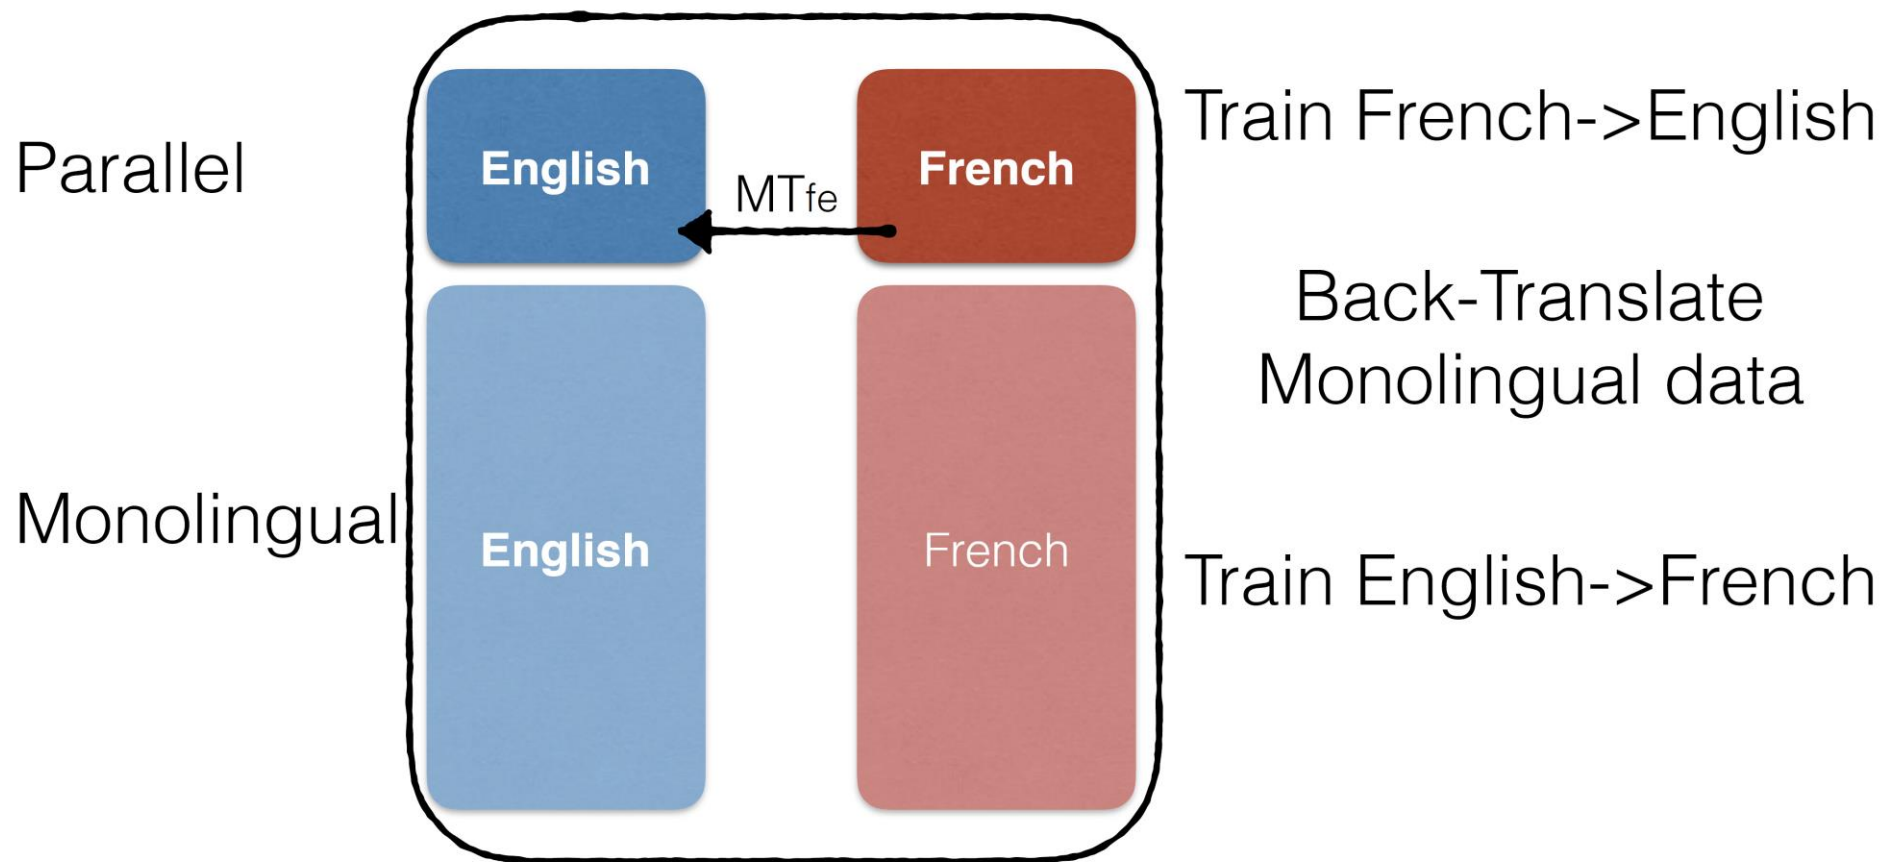 Parallel
English
MTfe
French
Train French->English
Back-Translate
Monolingual data
Monolingual
English
French
Train English->French